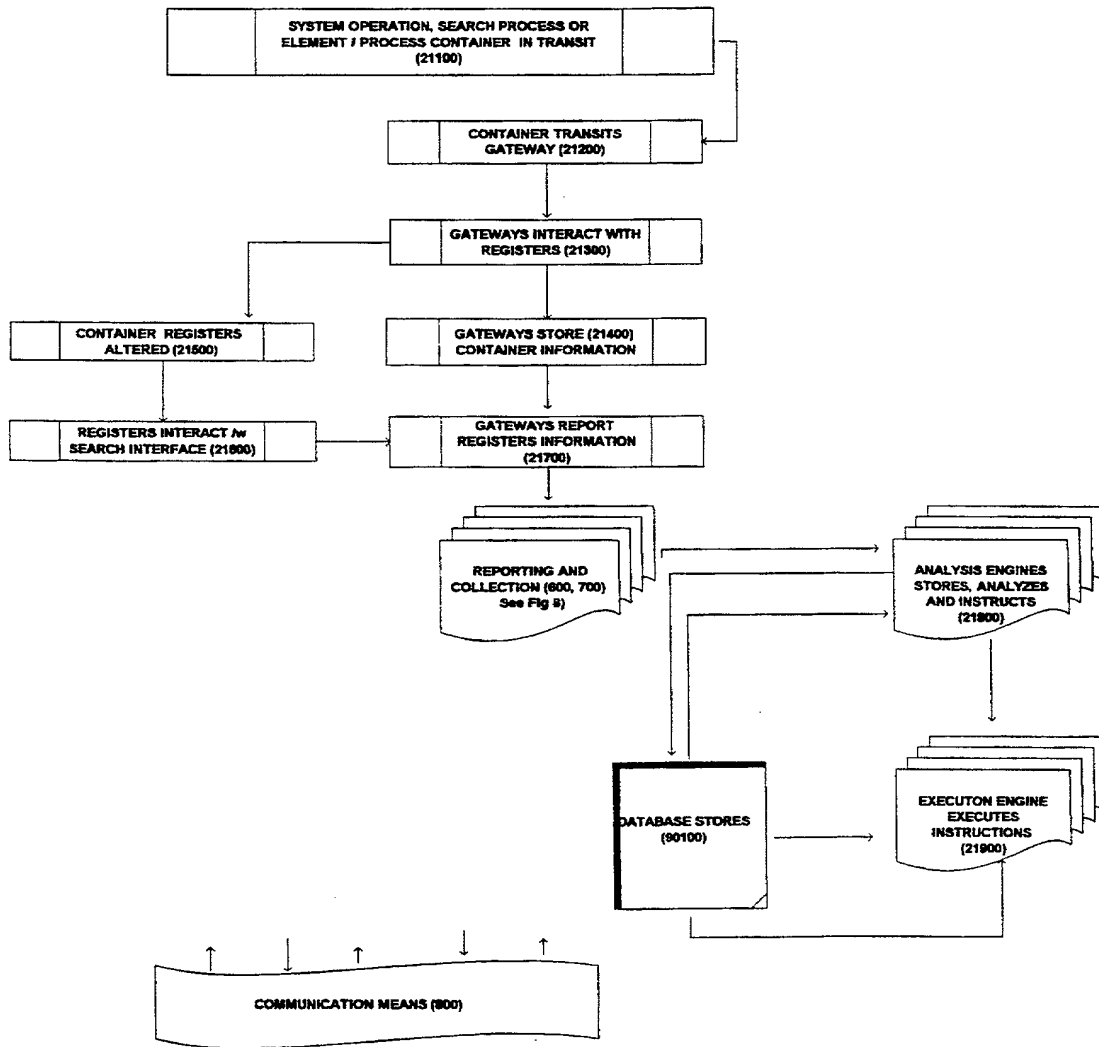 SYSTEM OPERATION, SEARCH PROCESS OR
ELEMENT / PROCESS CONTAINER IN TRANSIT
(21100)
CONTAINER TRANSITS
GATEWAY (21200)
GATEWAYS INTERACT WITH
REGISTERS (21300)
CONTAINER REGISTERS
ALTERED (21500)
GATEWAYS STORE (21400)
CONTAINER INFORMATION
REGISTERS INTERACT /w
SEARCH INTERFACE (21600)
GATEWAYS REPORT
REGISTERS INFORMATION
(21700)
REPORTING AND
COLLECTION (600, 700)
See Fig 8)
ANALYSIS ENGINES
STORES, ANALYZES
AND INSTRUCTS
(21800)
DATABASE STORES
(90100)
EXECUTON ENGINE
EXECUTES
INSTRUCTIONS
(21900)
COMMUNICATION MEANS (800)